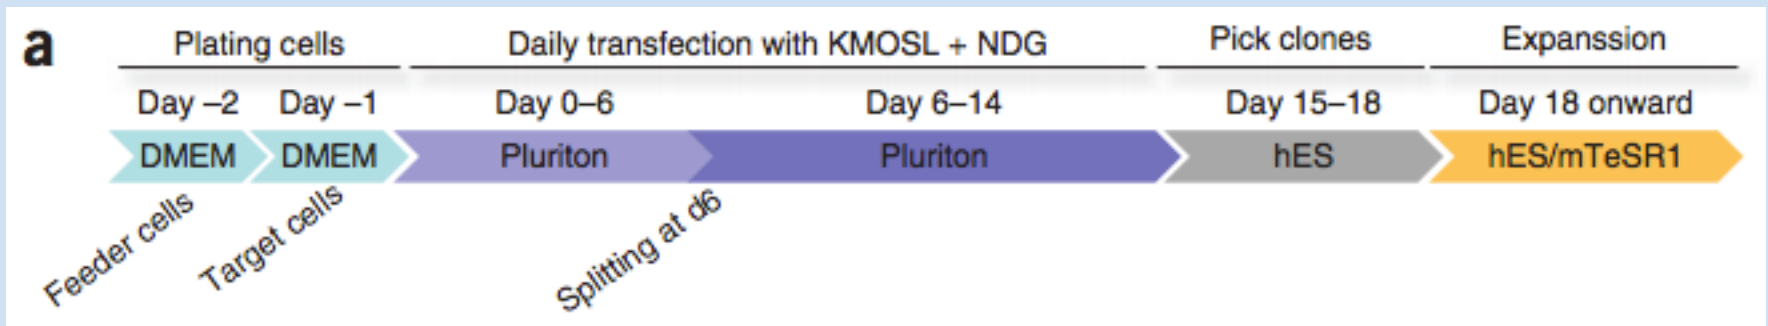 a
Plating cells
Daily transfection with KMOSL + NDG
Pick clones
Expanssion
Day –2
Day –1
Day 0–6
Day 6–14
Day 15–18
Day 18 onward
DMEM
DMEM
Pluriton
Pluriton
hES
hES/mTeSR1
Feeder cells
Target cells
Splitting at d6